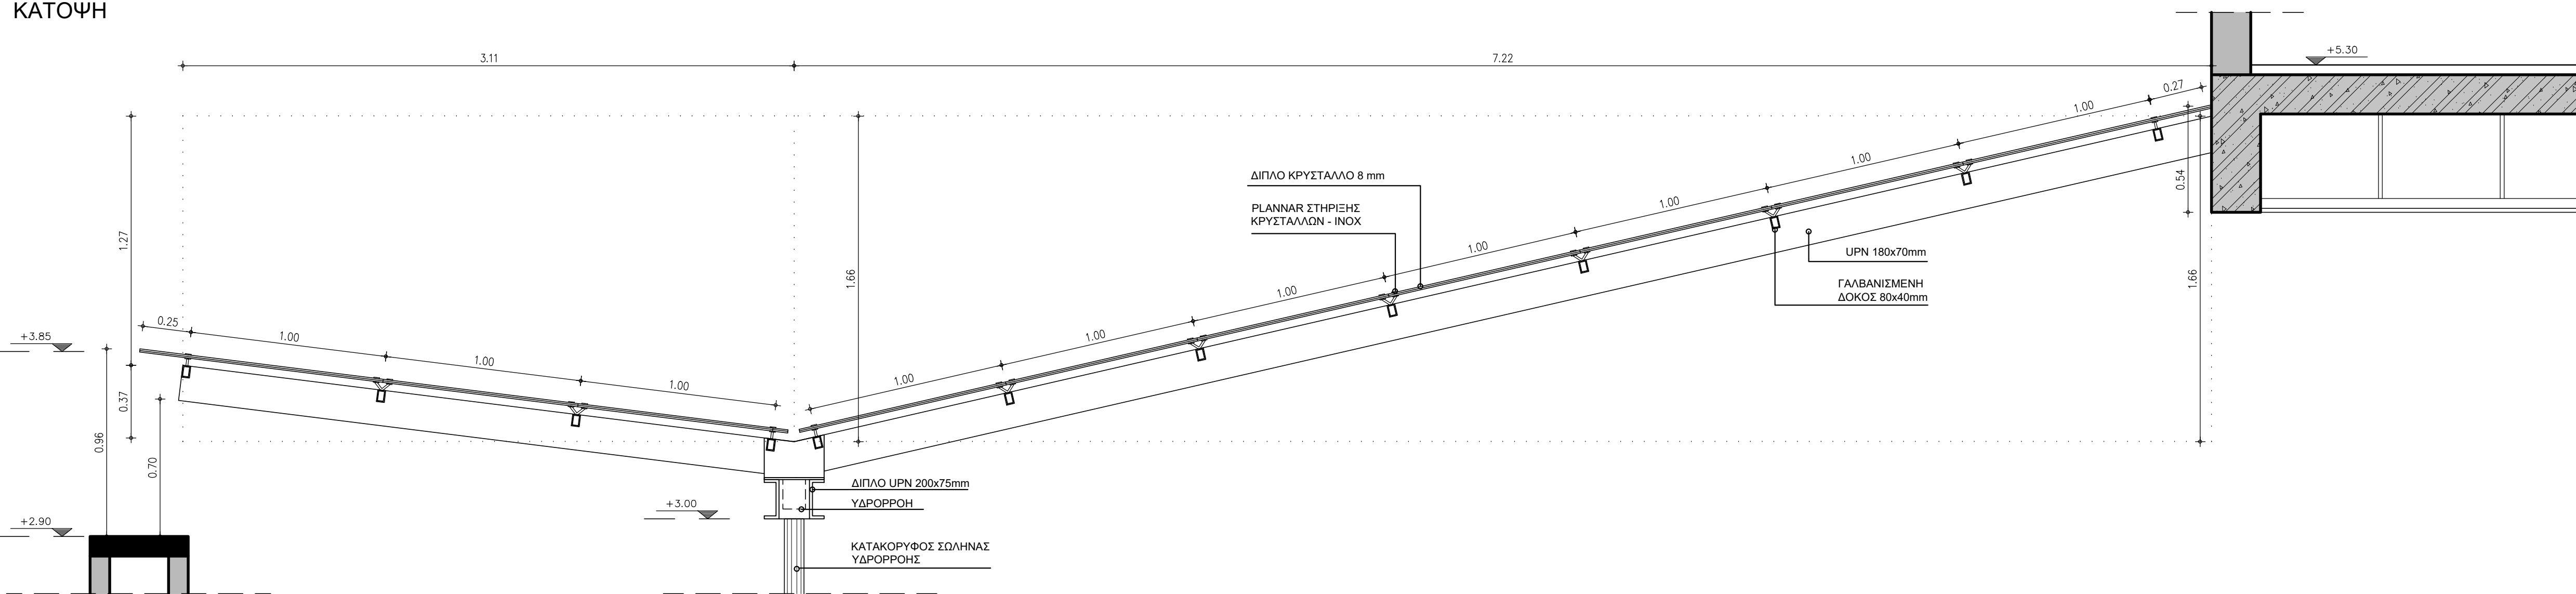 ΚΑΤΟΨΗ
3.11
7.22
+5.30
0.27
1.00
1.00
1.00
1.00
1.00
1.00
1.00
0.54
1.66
ΔΙΠΛΟ ΚΡΥΣΤΑΛΛΟ 8 mm
PLANNAR ΣΤΗΡΙΞΗΣ
ΚΡΥΣΤΑΛΛΩΝ - INOX
UPN 180x70mm
ΓΑΛΒΑΝΙΣΜΕΝΗ
ΔΟΚΟΣ 80x40mm
1.27
1.66
+3.85
0.25
1.00
1.00
1.00
0.37
0.96
0.70
+2.90
+3.00
ΔΙΠΛΟ UPN 200x75mm
ΥΔΡΟΡΡΟΗ
ΚΑΤΑΚΟΡΥΦΟΣ ΣΩΛΗΝΑΣ
ΥΔΡΟΡΡΟΗΣ